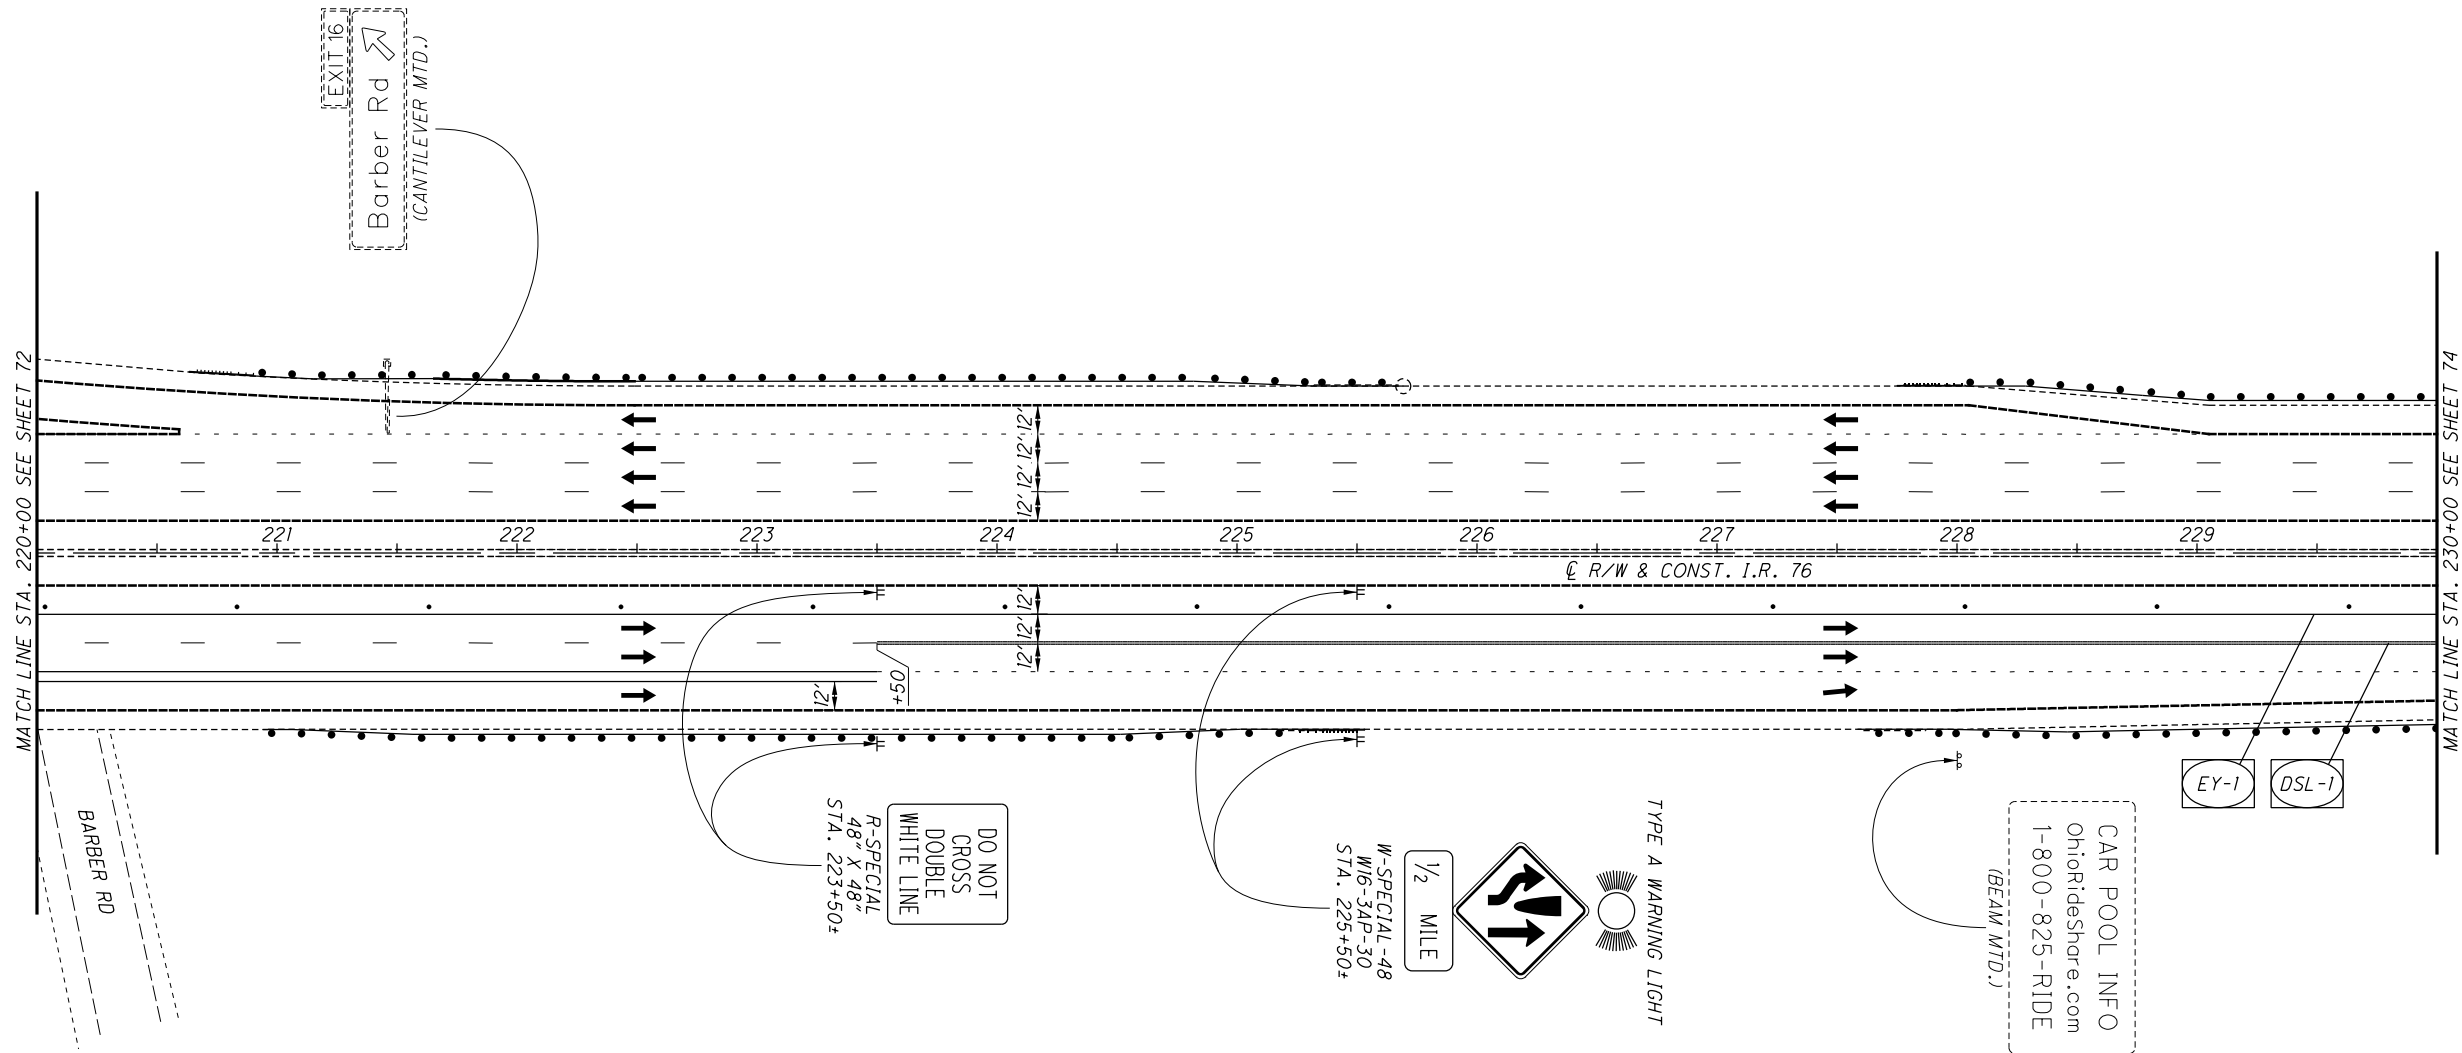 EXIT 16
Barber Rd
(CANTILEVER MTD.)
MATCH LINE STA. 220+00 SEE SHEET 72
MATCH LINE STA. 230+00 SEE SHEET 74
12'
12'
12'
12'
221
222
223
224
225
226
227
228
229
℄ R/W & CONST. I.R. 76
12'
12'
12'
12'
+50
EY-1
DSL-1
BARBER RD
DO NOT
CROSS
DOUBLE
WHITE LINE
R-SPECIAL
48" X 48"
STA. 223+50±
TYPE A WARNING LIGHT
1/2 MILE
W-SPECIAL-48
W16-3AP-30
STA. 225+50±
CAR POOL INFO
OhioRideShare.com
1-800-825-RIDE
(BEAM MTD.)